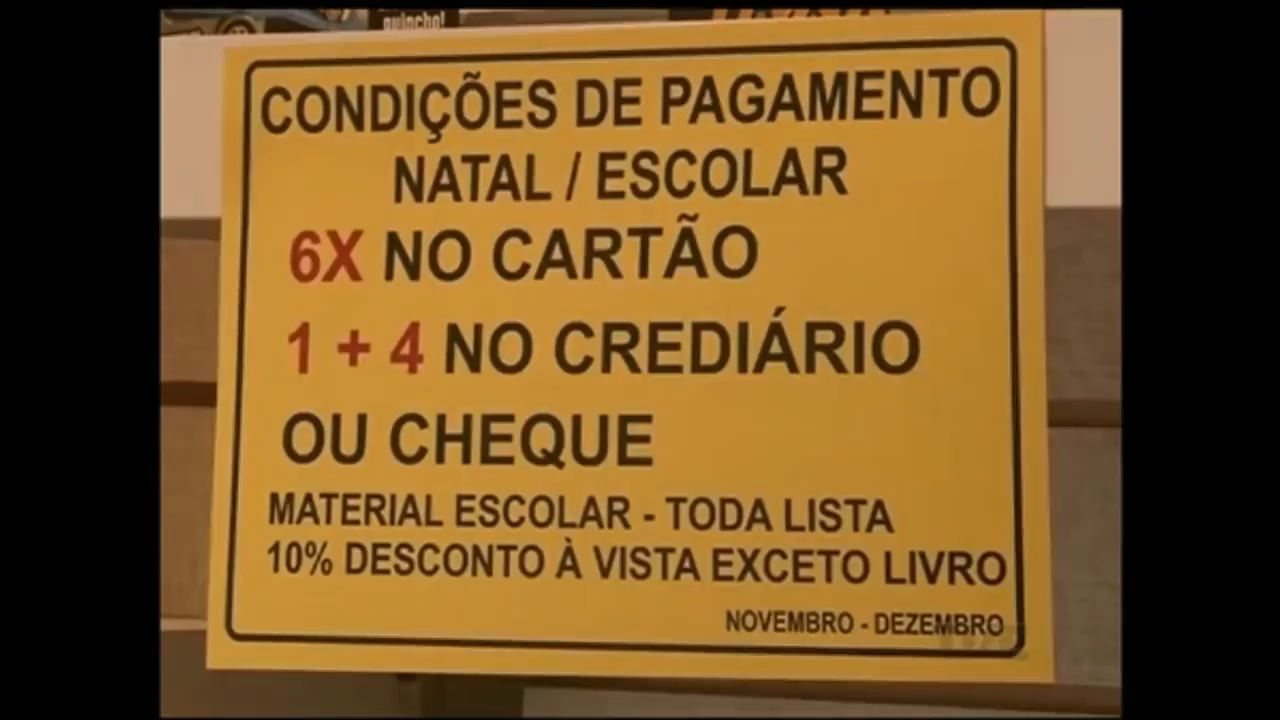 CONDIÇÕES DE PAGAMENTO
NATAL / ESCOLAR
6X NO CARTÃO
1 + 4 NO CREDIÁRIO
OU CHEQUE
MATERIAL ESCOLAR - TODA LISTA
10% DESCONTO À VISTA EXCETO LIVRO
NOVEMBRO - DEZEMBRO